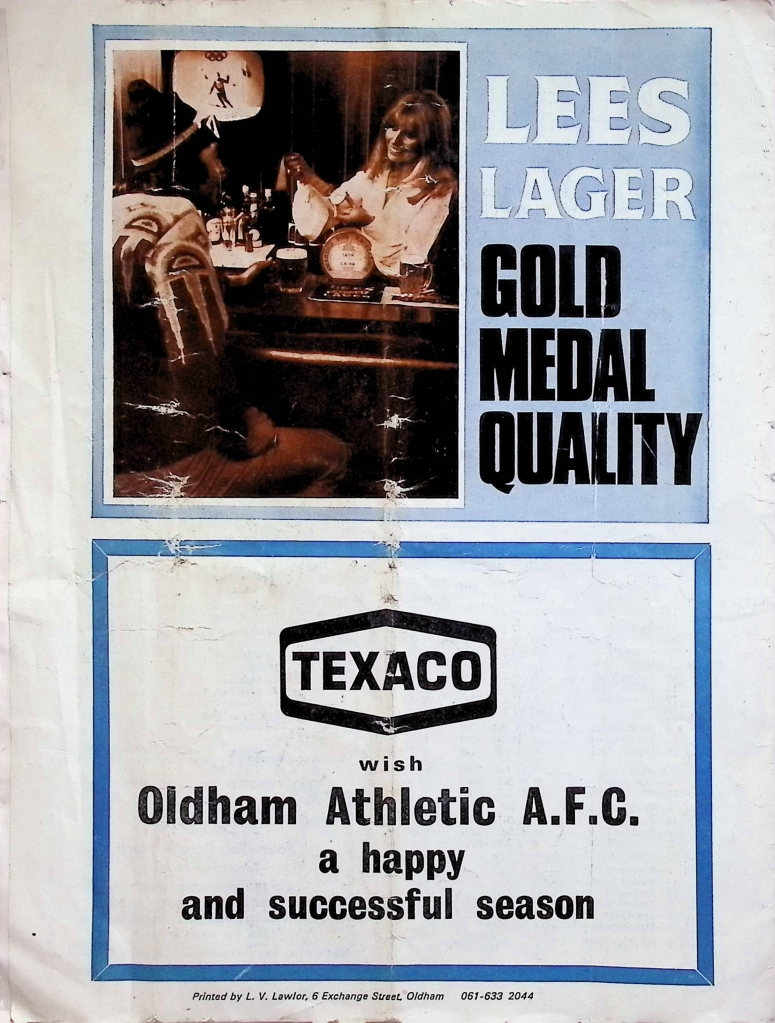 LEES
LAGER
GOLD
MEDAL
QUALITY
TEXACO
wish
Oldham Athletic A.F.C.
a happy
and successful season
Printed by L. V. Lawlor, 6 Exchange Street, Oldham 061-633 2044